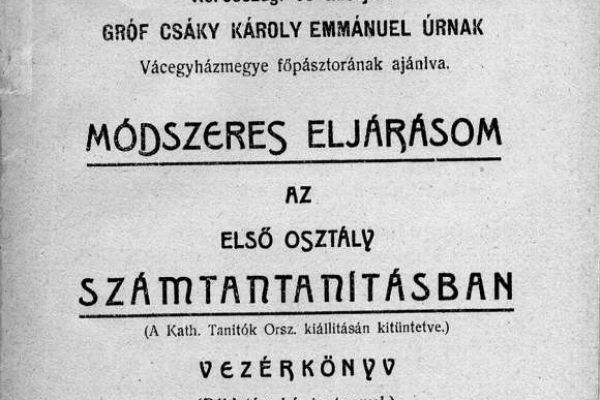 GRÓF CSÁKY KÁROLY EMMÁNUEL ÚRNAK
Vácegyházmegye főpásztorának ajánlva.
MÓDSZERES ELJÁRÁSOM
AZ
ELSŐ OSZTÁLY
SZÁMTANTANÍTÁSBAN
(A Kath. Tanitók Orsz. kiállitásán kitüntetve.)
VEZÉRKÖNYV